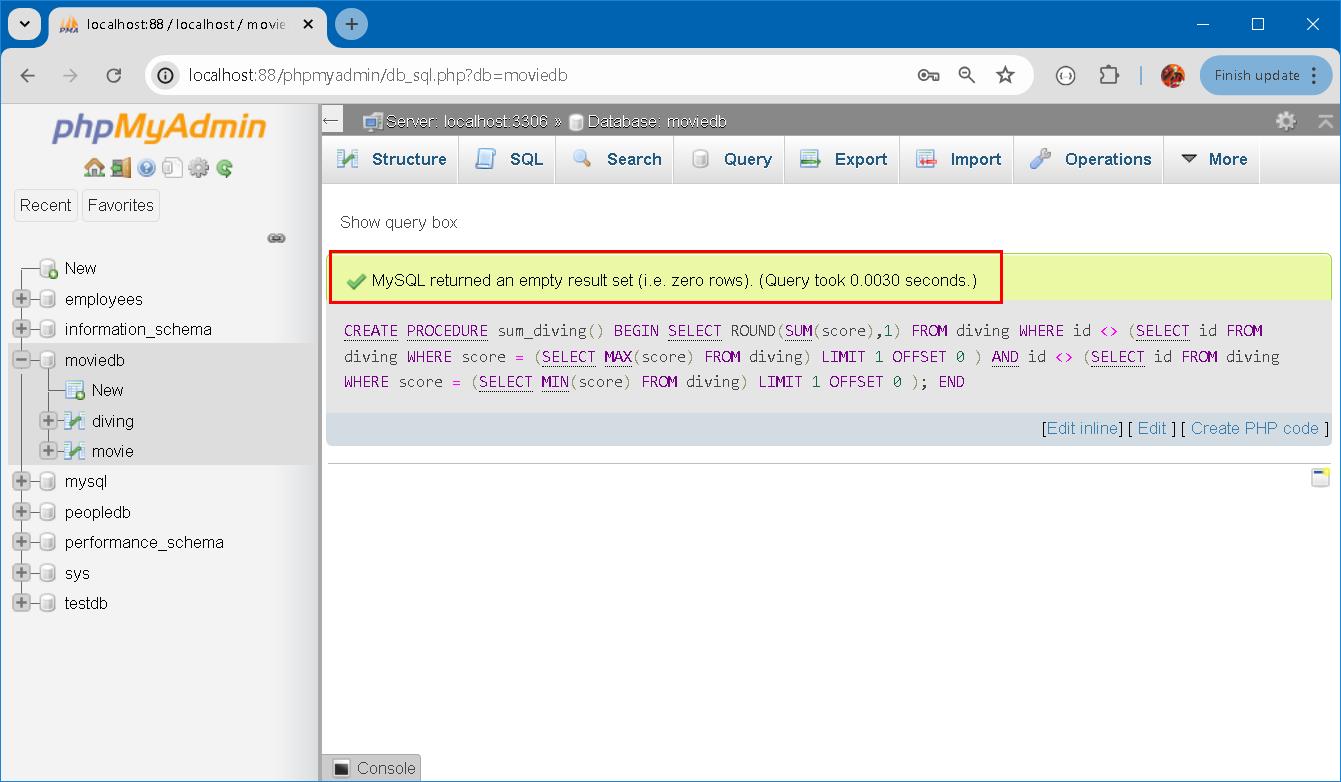 localhost:88 / localhost / movie
localhost:88/phpmyadmin/db_sql.php?db=moviedb
Finish update
phpMyAdmin
Recent
Favorites
New
employees
information_schema
moviedb
New
diving
movie
mysql
peopledb
performance_schema
sys
testdb
Server: localhost:3306 » Database: moviedb
Structure
SQL
Search
Query
Export
Import
Operations
More
Show query box
MySQL returned an empty result set (i.e. zero rows). (Query took 0.0030 seconds.)
CREATE PROCEDURE sum_diving() BEGIN SELECT ROUND(SUM(score),1) FROM diving WHERE id <> (SELECT id FROM
diving WHERE score = (SELECT MAX(score) FROM diving) LIMIT 1 OFFSET 0 ) AND id <> (SELECT id FROM diving
WHERE score = (SELECT MIN(score) FROM diving) LIMIT 1 OFFSET 0 ); END
[Edit inline] [ Edit ] [ Create PHP code ]
Console